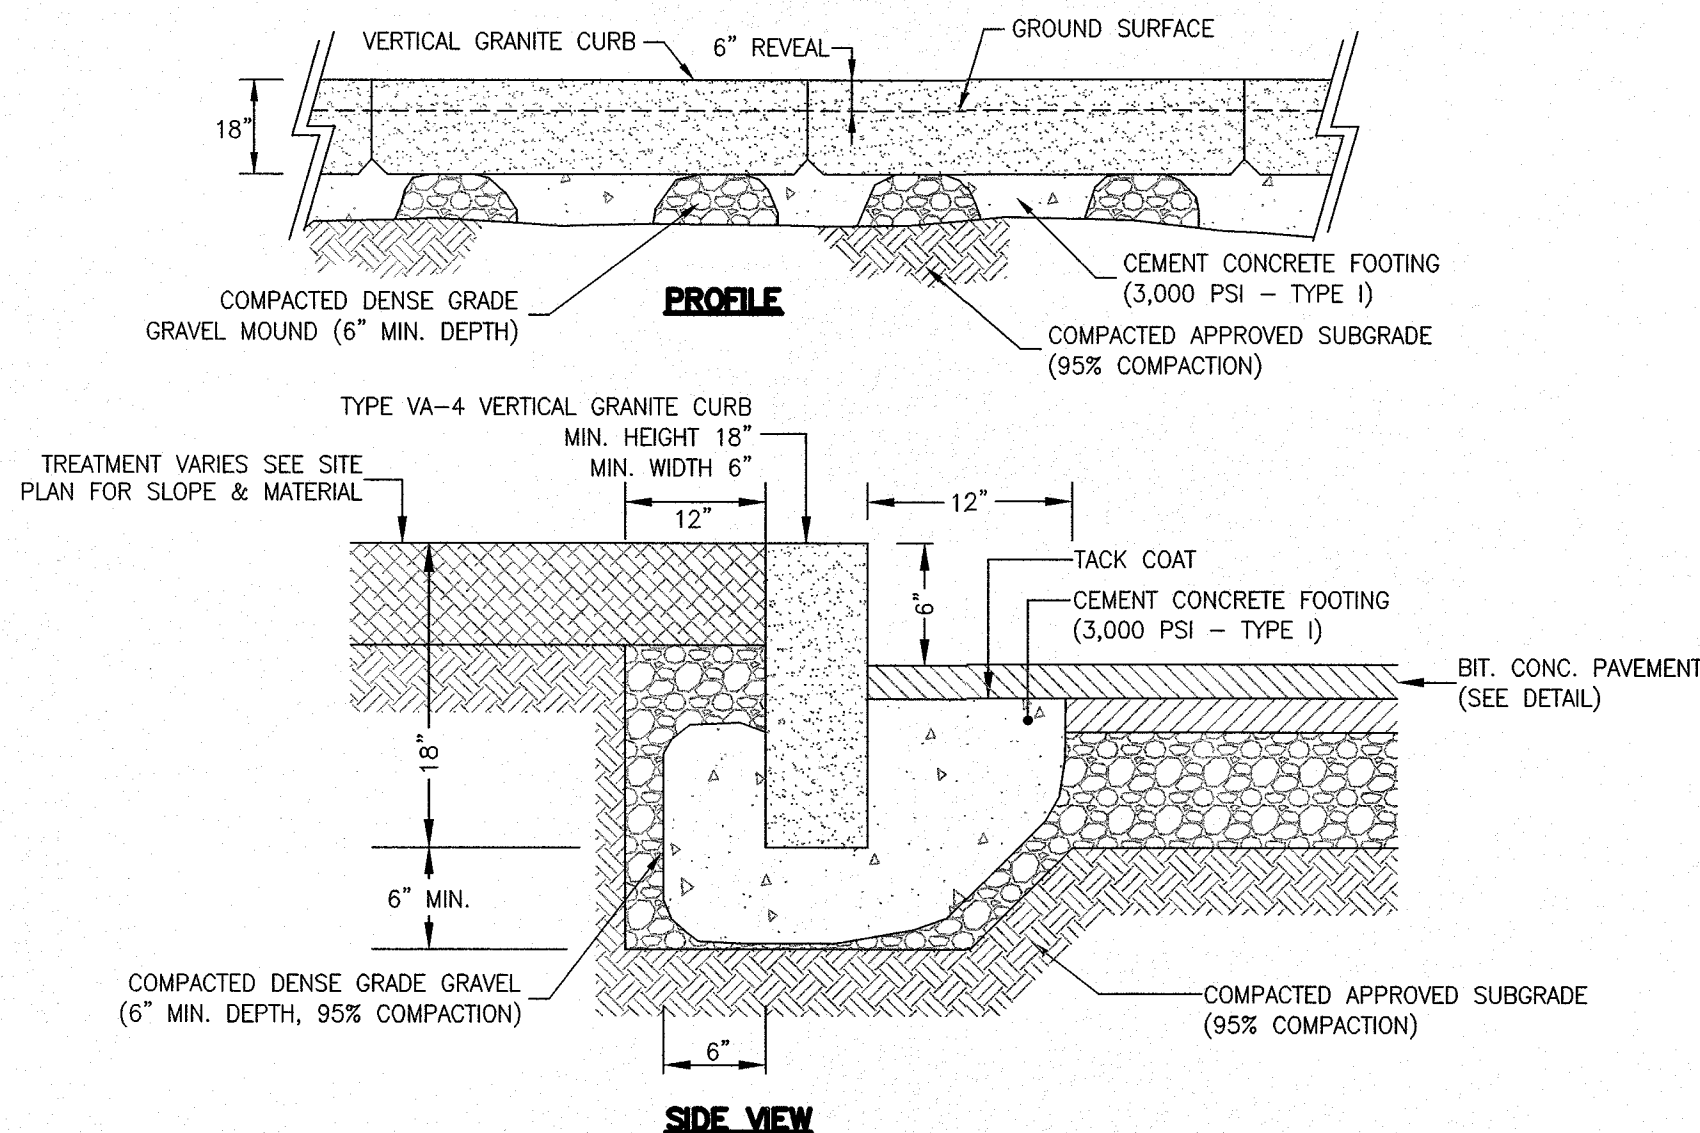 VERTICAL GRANITE CURB
6" REVEAL
GROUND SURFACE
18"
COMPACTED DENSE GRADE
GRAVEL MOUND (6" MIN. DEPTH)
PROFILE
CEMENT CONCRETE FOOTING
(3,000 PSI – TYPE I)
COMPACTED APPROVED SUBGRADE
(95% COMPACTION)
TYPE VA-4 VERTICAL GRANITE CURB
MIN. HEIGHT 18"
MIN. WIDTH 6"
TREATMENT VARIES SEE SITE
PLAN FOR SLOPE & MATERIAL
12"
12"
TACK COAT
6"
CEMENT CONCRETE FOOTING
(3,000 PSI – TYPE I)
BIT. CONC. PAVEMENT
(SEE DETAIL)
18"
6" MIN.
COMPACTED DENSE GRADE GRAVEL
(6" MIN. DEPTH, 95% COMPACTION)
COMPACTED APPROVED SUBGRADE
(95% COMPACTION)
6"
SIDE VIEW